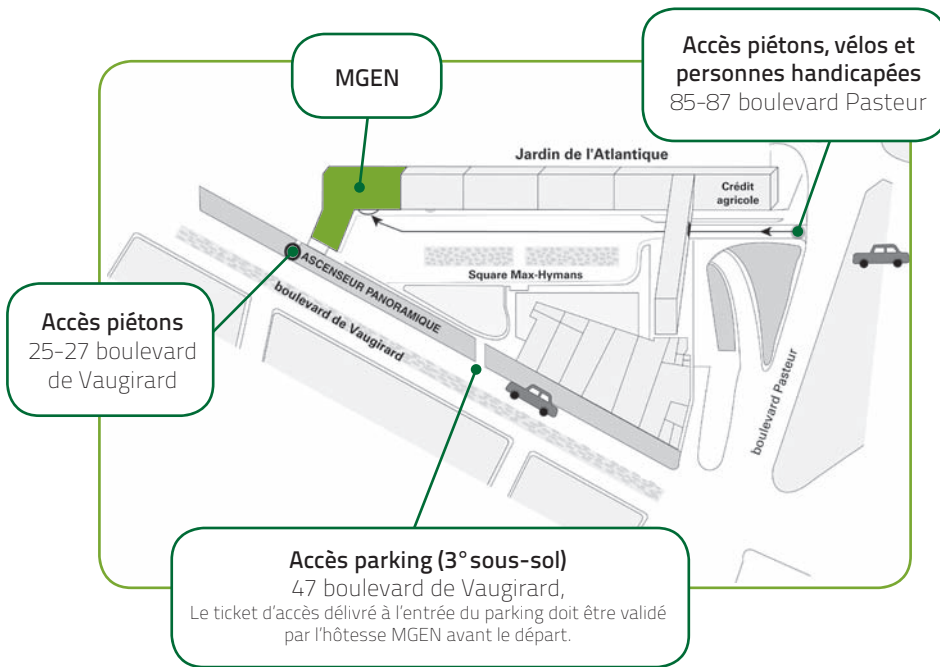 Accès piétons, vélos et
personnes handicapées
85-87 boulevard Pasteur
MGEN
Jardin de l'Atlantique
Crédit
agricole
Square Max-Hymans
ASCENSEUR PANORAMIQUE
boulevard de Vaugirard
Accès piétons
25-27 boulevard
de Vaugirard
boulevard Pasteur
Accès parking (3° sous-sol)
47 boulevard de Vaugirard,
Le ticket d'accès délivré à l'entrée du parking doit être validé
par l'hôtesse MGEN avant le départ.